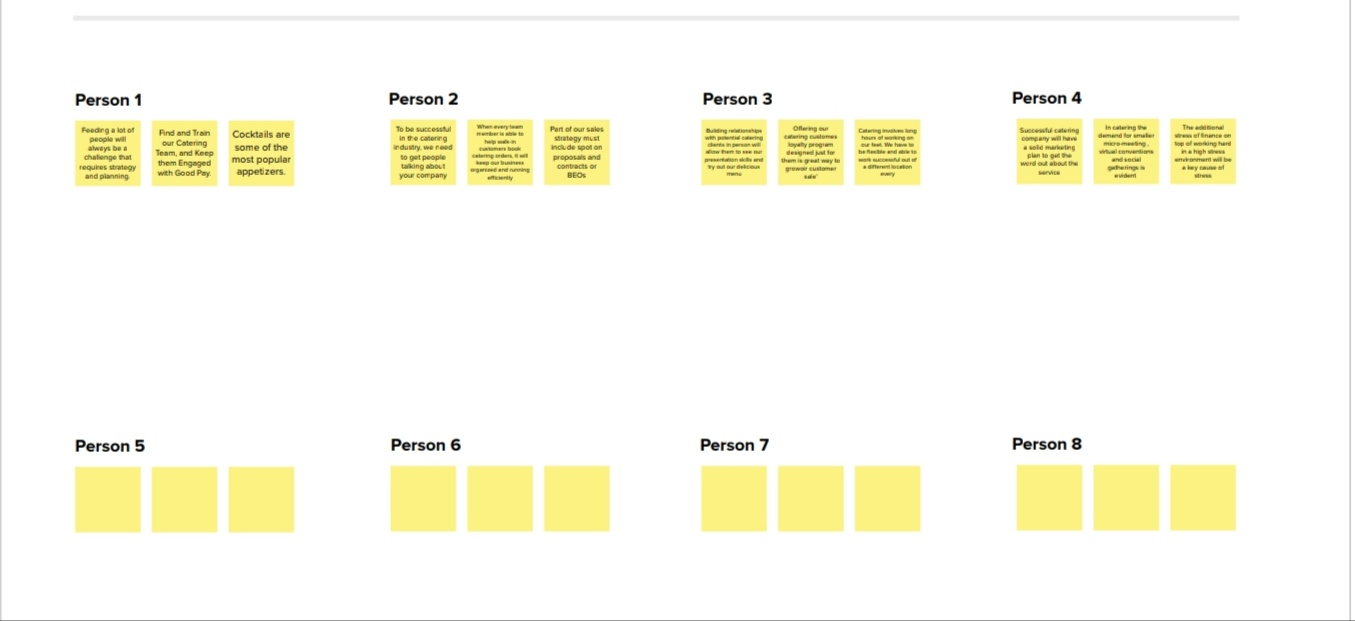 Person 1
Feeding a lot of
people will
always be a
challenge that
requires strategy
and planning.
Find and Train
our Catering
Team, and Keep
them Engaged
with Good Pay.
Cocktails are
some of the
most popular
appetizers.
Person 2
To be successful
in the catering
industry, we need
to get people
talking about
your company
When every team
member is able to
help walk-in
customers book
catering orders, it will
keep our business
organized and running
efficiently
Part of our sales
strategy must
include spot on
proposals and
contracts or
BEOs
Person 3
Building relationships
with potential catering
clients in person will
allow them to see our
presentation skills and
try out our delicious
menu
Offering our
catering customes
loyalty program
designed just for
them is great way to
growser customer
sale'
Catering involves long
hours of working on
our feet. We have to
be flexible and able to
work successful out of
a different location
every
Person 4
Successful catering
company will have
a solid marketing
plan to get the
word out about the
service
In catering the
demand for smaller
micro-meeting ,
virtual conventions
and social
gatherings is
evident
The additional
stress of finance on
top of working hard
in a high stress
environment will be
a key cause of
stress
Person 5
Person 6
Person 7
Person 8